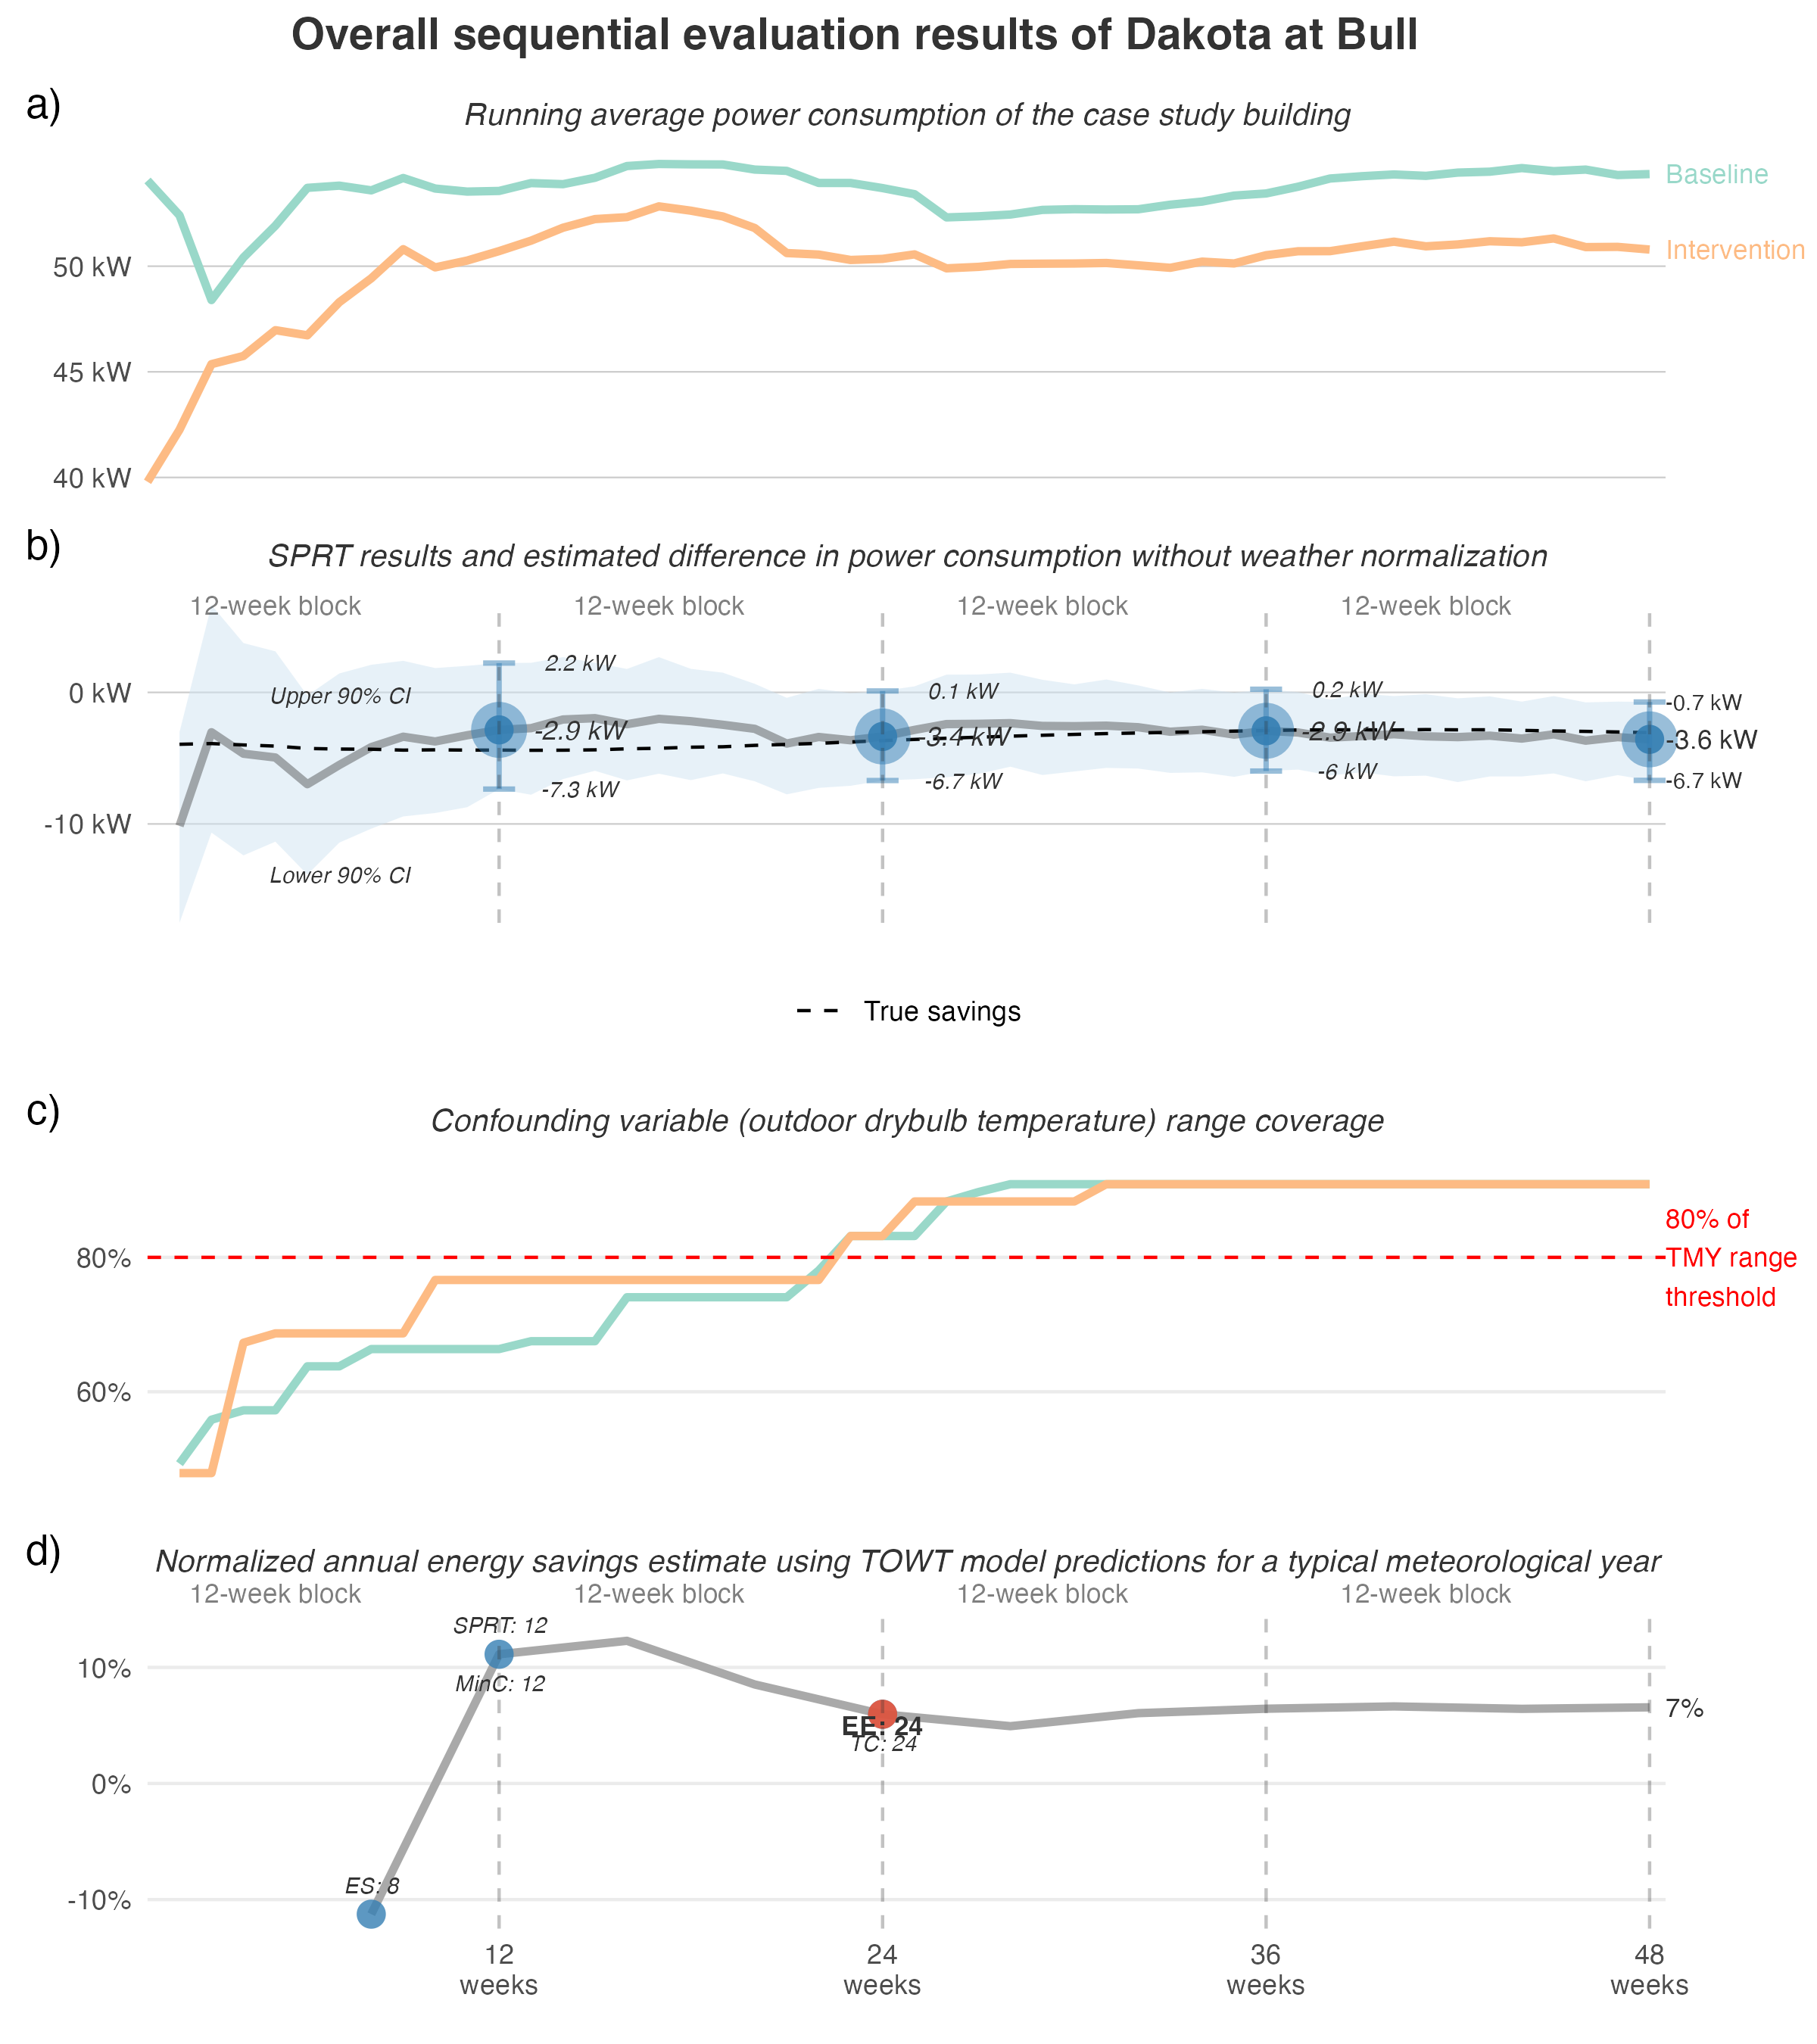 Overall sequential evaluation results of Dakota at Bull
a)
Running average power consumption of the case study building
Baseline
Intervention
50 kW
45 kW
40 kW
b)
SPRT results and estimated difference in power consumption without weather normalization
12-week block 12-week block 12-week block 12-week block
2.2 kW
0.1 kW
0.2 kW
-0.7 kW
0 kW
Upper 90% CI
-2.9 kW
-3.4 kW
-2.9 kW
-3.6 kW
-7.3 kW
-6.7 kW
-6 kW
-6.7 kW
-10 kW
Lower 90% CI
True savings
c)
Confounding variable (outdoor drybulb temperature) range coverage
80% of
TMY range
threshold
80%
60%
d)
Normalized annual energy savings estimate using TOWT model predictions for a typical meteorological year
12-week block 12-week block 12-week block 12-week block
SPRT: 12
MinC: 12
10%
EE: 24
TC: 24
7%
0%
ES: 8
-10%
12 24 36 48
weeks weeks weeks weeks